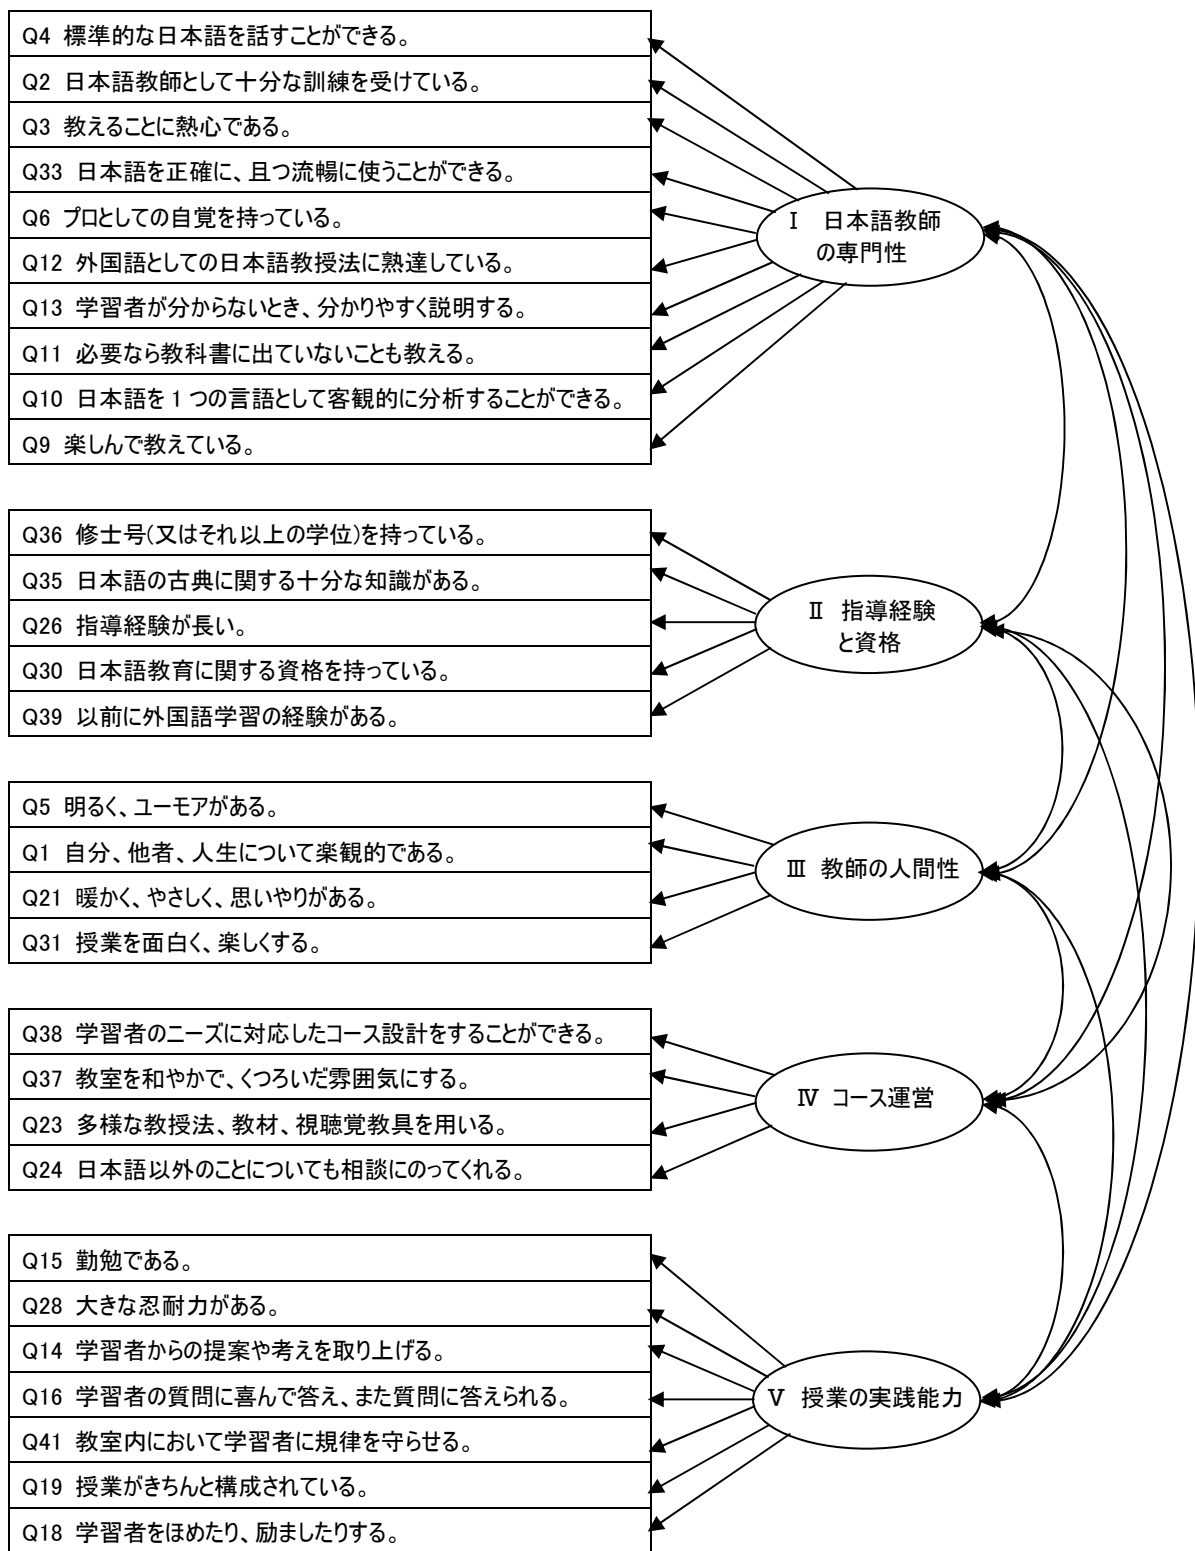 Q4 標準的な日本語を話すことができる。
Q2 日本語教師として十分な訓練を受けている。
Q3 教えることに熱心である。
Q33 日本語を正確に、且つ流暢に使うことができる。
Q6 プロとしての自覚を持っている。
Q12 外国語としての日本語教授法に熟達している。
Q13 学習者が分からないとき、分かりやすく説明する。
Q11 必要なら教科書に出ていないことも教える。
Q10 日本語を1つの言語として客観的に分析することができる。
Q9 楽しんで教えている。
Ⅰ 日本語教師
の専門性
Q36 修士号(又はそれ以上の学位)を持っている。
Q35 日本語の古典に関する十分な知識がある。
Q26 指導経験が長い。
Q30 日本語教育に関する資格を持っている。
Q39 以前に外国語学習の経験がある。
Ⅱ 指導経験
と資格
Q5 明るく、ユーモアがある。
Q1 自分、他者、人生について楽観的である。
Q21 暖かく、やさしく、思いやりがある。
Q31 授業を面白く、楽しくする。
Ⅲ 教師の人間性
Q38 学習者のニーズに対応したコース設計をすることができる。
Q37 教室を和やかで、くつろいだ雰囲気にする。
Q23 多様な教授法、教材、視聴覚教具を用いる。
Q24 日本語以外のことについても相談にのってくれる。
Ⅳ コース運営
Q15 勤勉である。
Q28 大きな忍耐力がある。
Q14 学習者からの提案や考えを取り上げる。
Q16 学習者の質問に喜んで答え、また質問に答えられる。
Q41 教室内において学習者に規律を守らせる。
Q19 授業がきちんと構成されている。
Q18 学習者をほめたり、励ましたりする。
Ⅴ 授業の実践能力